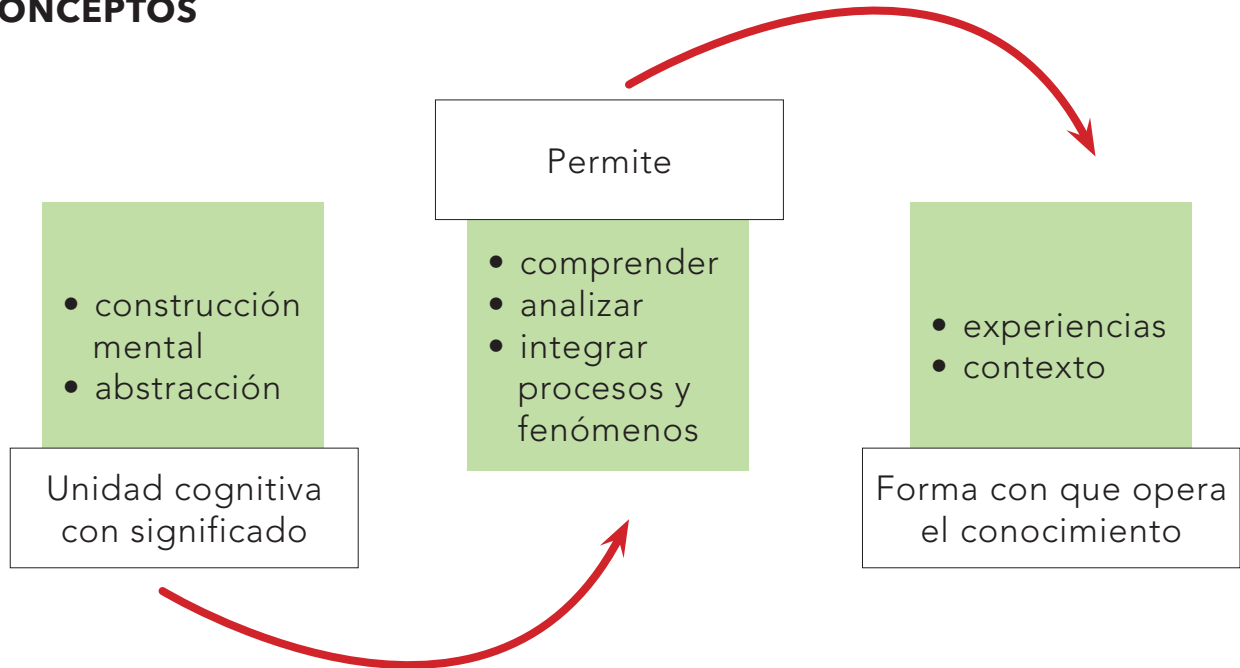 ONCEPTOS
• construcción
mental
• abstracción
Unidad cognitiva
con significado
Permite
• comprender
• analizar
• integrar
procesos y
fenómenos
• experiencias
• contexto
Forma con que opera
el conocimiento